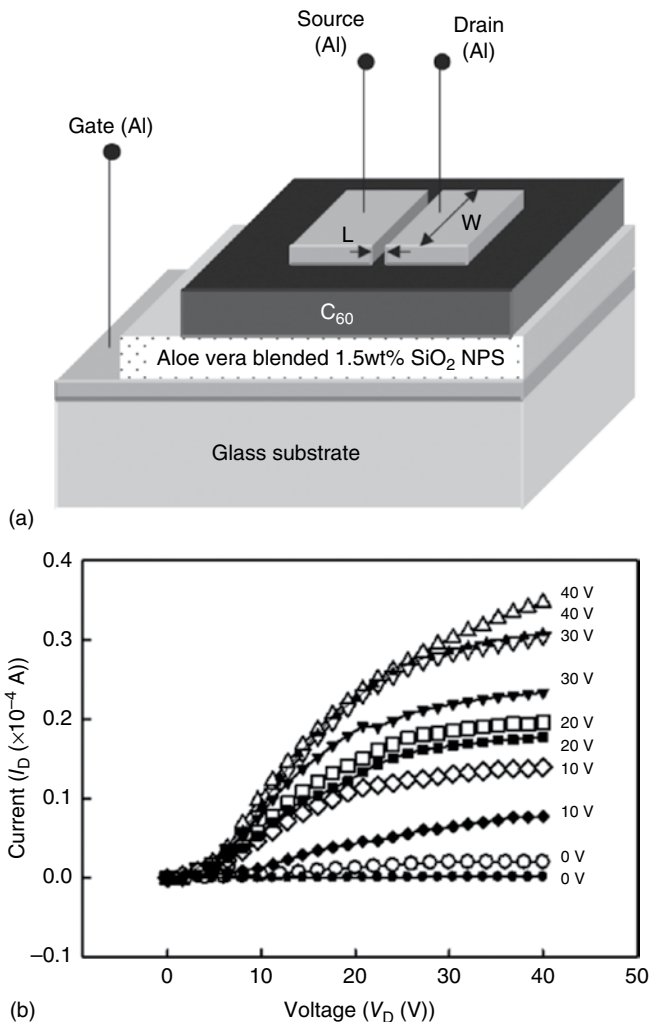 Source
(Al)
Drain
(Al)
Gate (Al)
L
W
C60
Aloe vera blended 1.5wt% SiO2 NPS
Glass substrate
(a)
Current (ID (×10⁻⁴ A))
0.4
0.3
0.2
0.1
0.0
–0.1
40 V
40 V
30 V
30 V
20 V
20 V
10 V
10 V
0 V
0 V
0
10
20
30
40
50
Voltage (VD (V))
(b)